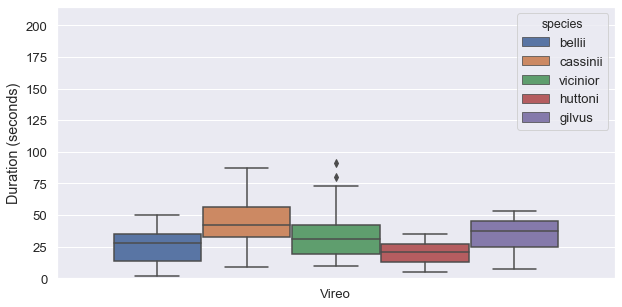 species
bellii
cassinii
vicinior
huttoni
gilvus
200
175
150
125
100
75
50
25
0
Duration (seconds)
Vireo